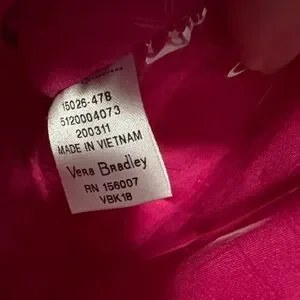 15026-478
5120004073
200311
MADE IN VIETNAM
Vera Bradley
RN 156007
VBK18